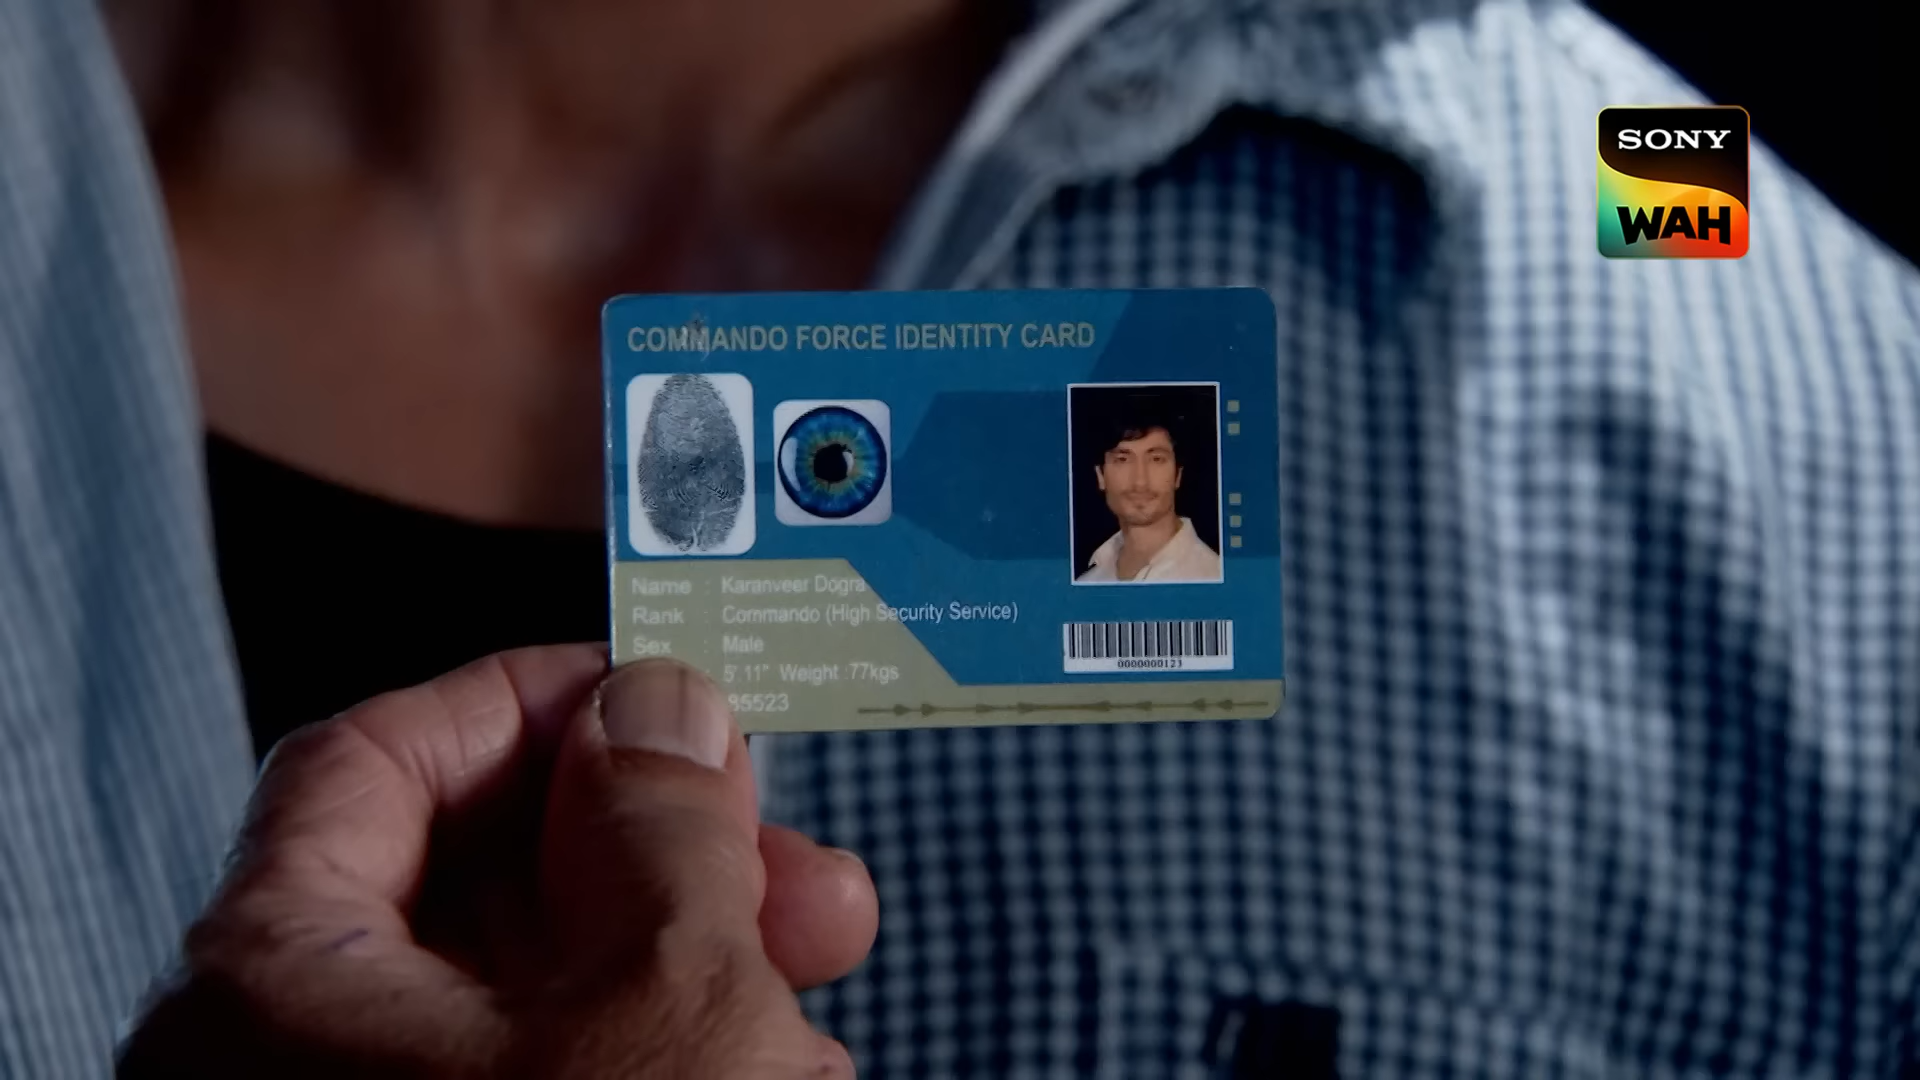 SONY
WAH
COMMANDO FORCE IDENTITY CARD
Name : Karanveer Dogra
Rank : Commando (High Security Service)
Sex : Male
: 5' 11" Weight :77kgs
85523
0000000123